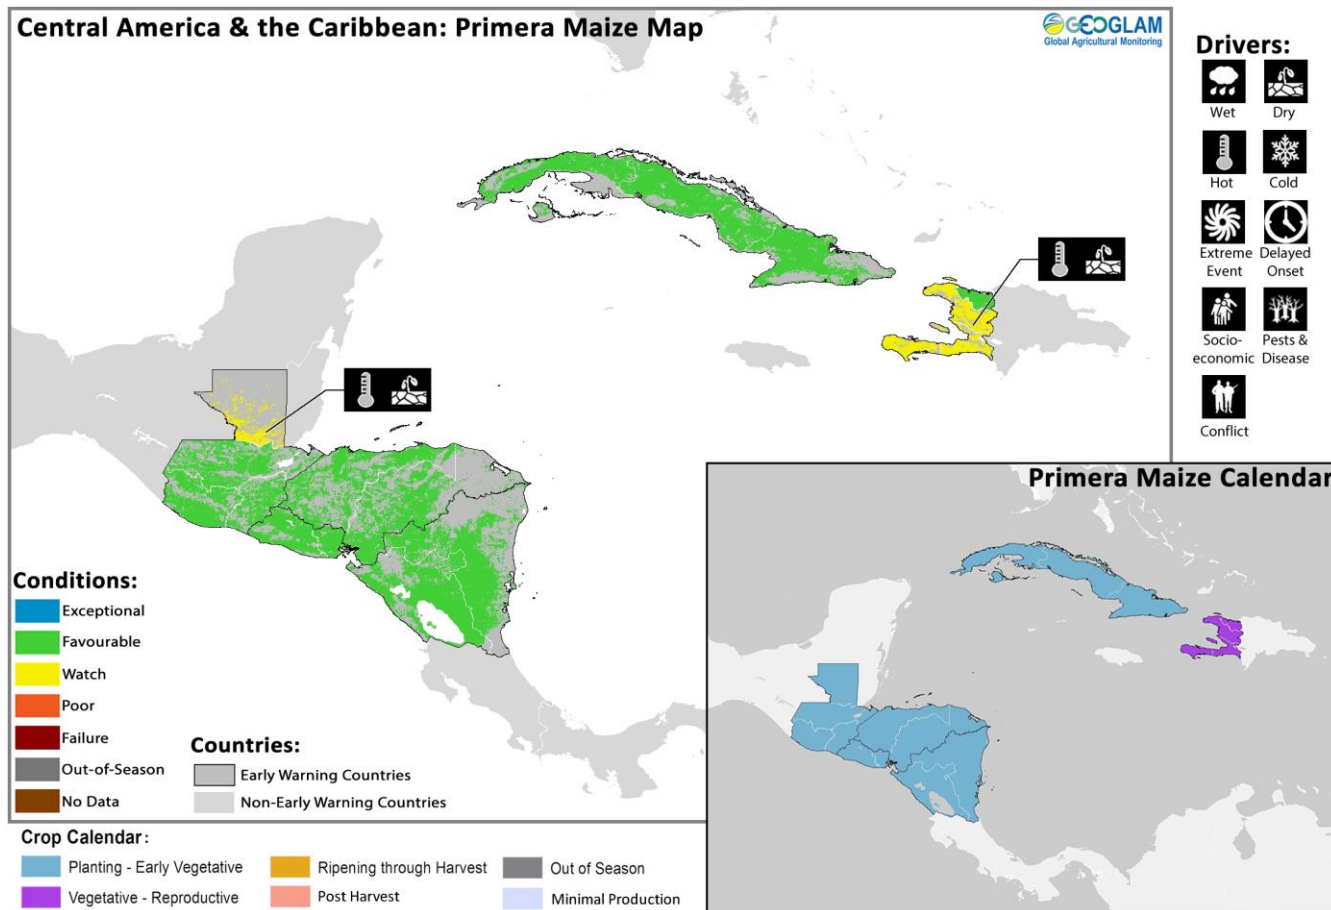 Central America & the Caribbean: Primera Maize Map
GEOGLAM
Global Agricultural Monitoring
Drivers:
Wet
Dry
Hot
Cold
Extreme
Event
Delayed
Onset
Socio-
economic
Pests &
Disease
Conflict
Conditions:
Exceptional
Favourable
Watch
Poor
Failure
Out-of-Season
No Data
Countries:
Early Warning Countries
Non-Early Warning Countries
Primera Maize Calendar
Crop Calendar:
Planting - Early Vegetative
Ripening through Harvest
Out of Season
Vegetative - Reproductive
Post Harvest
Minimal Production